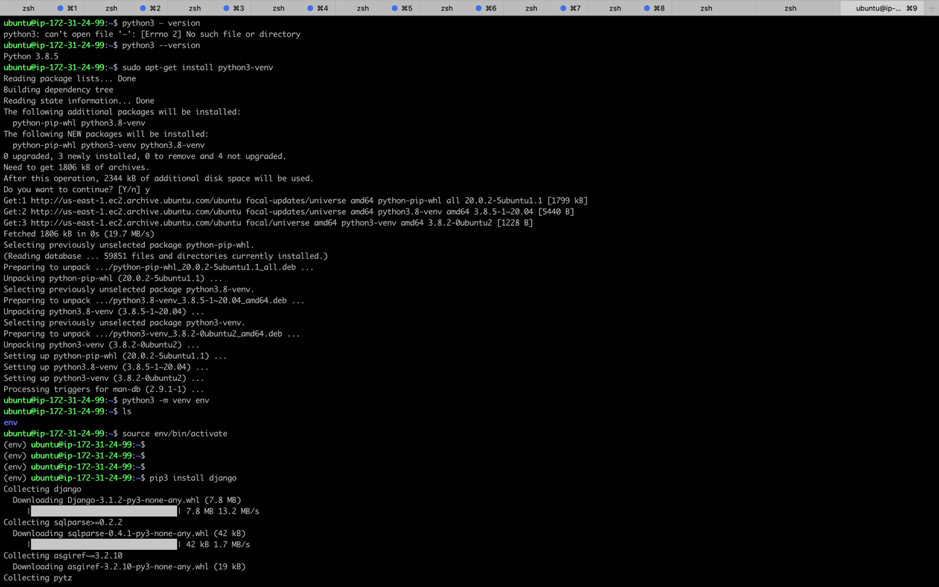 zsh ⌘1 zsh ⌘2 zsh ⌘3 zsh ⌘4 zsh ⌘5 zsh ⌘6 zsh ⌘7 zsh ⌘8 zsh zsh ubuntu@ip-... ⌘9
ubuntu@ip-172-31-24-99:~$ python3 – version
python3: can't open file '–': [Errno 2] No such file or directory
ubuntu@ip-172-31-24-99:~$ python3 --version
Python 3.8.5
ubuntu@ip-172-31-24-99:~$ sudo apt-get install python3-venv
Reading package lists... Done
Building dependency tree
Reading state information... Done
The following additional packages will be installed:
  python-pip-whl python3.8-venv
The following NEW packages will be installed:
  python-pip-whl python3-venv python3.8-venv
0 upgraded, 3 newly installed, 0 to remove and 4 not upgraded.
Need to get 1806 kB of archives.
After this operation, 2344 kB of additional disk space will be used.
Do you want to continue? [Y/n] y
Get:1 http://us-east-1.ec2.archive.ubuntu.com/ubuntu focal-updates/universe amd64 python-pip-whl all 20.0.2-5ubuntu1.1 [1799 kB]
Get:2 http://us-east-1.ec2.archive.ubuntu.com/ubuntu focal-updates/universe amd64 python3.8-venv amd64 3.8.5-1~20.04 [5440 B]
Get:3 http://us-east-1.ec2.archive.ubuntu.com/ubuntu focal/universe amd64 python3-venv amd64 3.8.2-0ubuntu2 [1228 B]
Fetched 1806 kB in 0s (19.7 MB/s)
Selecting previously unselected package python-pip-whl.
(Reading database ... 59851 files and directories currently installed.)
Preparing to unpack .../python-pip-whl_20.0.2-5ubuntu1.1_all.deb ...
Unpacking python-pip-whl (20.0.2-5ubuntu1.1) ...
Selecting previously unselected package python3.8-venv.
Preparing to unpack .../python3.8-venv_3.8.5-1~20.04_amd64.deb ...
Unpacking python3.8-venv (3.8.5-1~20.04) ...
Selecting previously unselected package python3-venv.
Preparing to unpack .../python3-venv_3.8.2-0ubuntu2_amd64.deb ...
Unpacking python3-venv (3.8.2-0ubuntu2) ...
Setting up python-pip-whl (20.0.2-5ubuntu1.1) ...
Setting up python3.8-venv (3.8.5-1~20.04) ...
Setting up python3-venv (3.8.2-0ubuntu2) ...
Processing triggers for man-db (2.9.1-1) ...
ubuntu@ip-172-31-24-99:~$ python3 -m venv env
ubuntu@ip-172-31-24-99:~$ ls
env
ubuntu@ip-172-31-24-99:~$ source env/bin/activate
(env) ubuntu@ip-172-31-24-99:~$
(env) ubuntu@ip-172-31-24-99:~$
(env) ubuntu@ip-172-31-24-99:~$
(env) ubuntu@ip-172-31-24-99:~$ pip3 install django
Collecting django
  Downloading Django-3.1.2-py3-none-any.whl (7.8 MB)
     | | 7.8 MB 13.2 MB/s
Collecting sqlparse>=0.2.2
  Downloading sqlparse-0.4.1-py3-none-any.whl (42 kB)
     | | 42 kB 1.7 MB/s
Collecting asgiref~=3.2.10
  Downloading asgiref-3.2.10-py3-none-any.whl (19 kB)
Collecting pytz